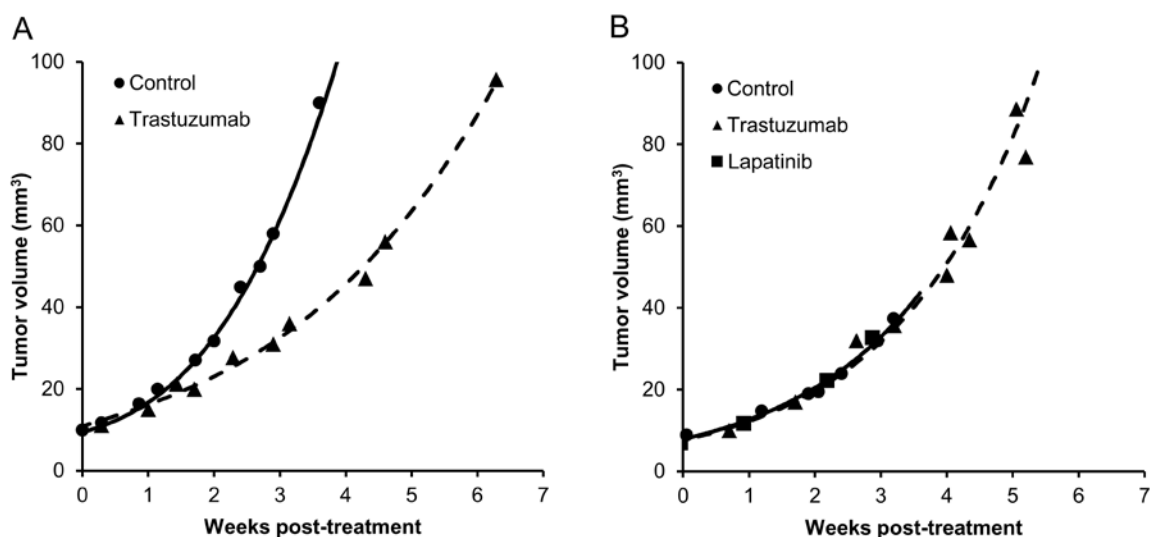 A
Tumor volume (mm³)
100
80
60
40
20
0
Control
Trastuzumab
0 1 2 3 4 5 6 7
Weeks post-treatment
B
Tumor volume (mm³)
100
80
60
40
20
0
Control
Trastuzumab
Lapatinib
0 1 2 3 4 5 6 7
Weeks post-treatment